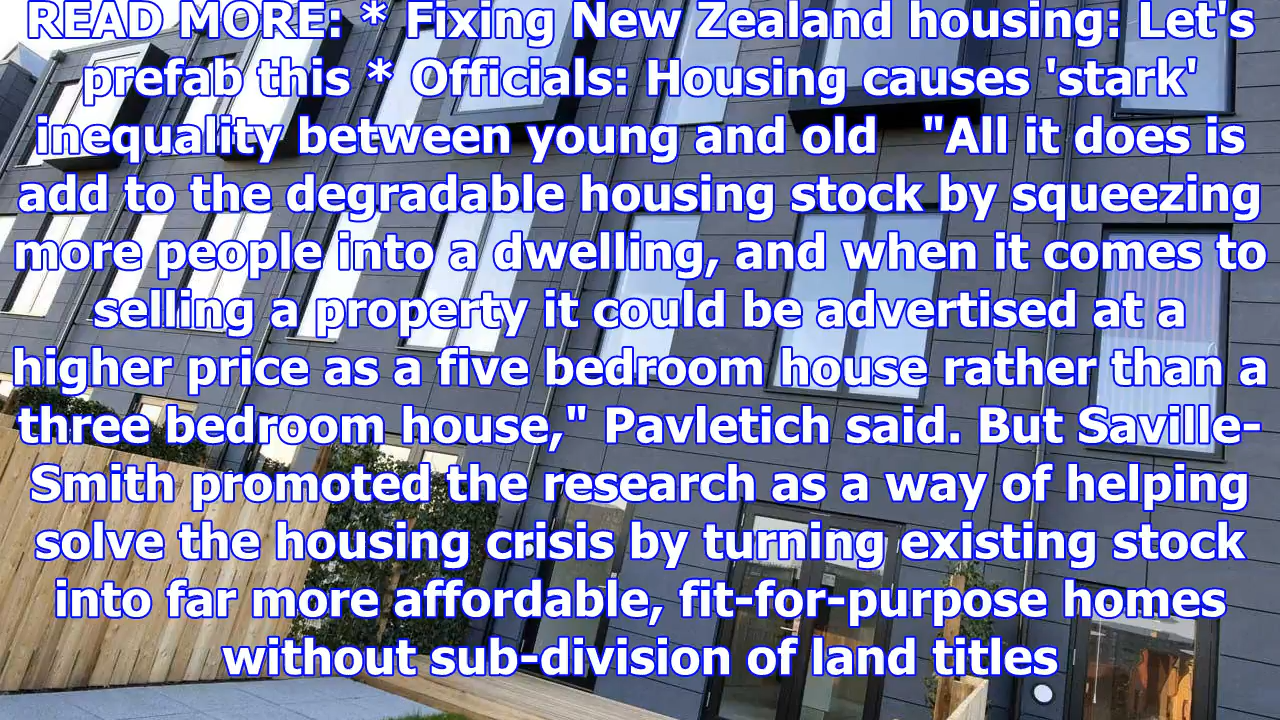 READ MORE: * Fixing New Zealand housing: Let's
prefab this * Officials: Housing causes 'stark'
inequality between young and old "All it does is
add to the degradable housing stock by squeezing
more people into a dwelling, and when it comes to
selling a property it could be advertised at a
higher price as a five bedroom house rather than a
three bedroom house," Pavletich said. But Saville-
Smith promoted the research as a way of helping
solve the housing crisis by turning existing stock
into far more affordable, fit-for-purpose homes
without sub-division of land titles